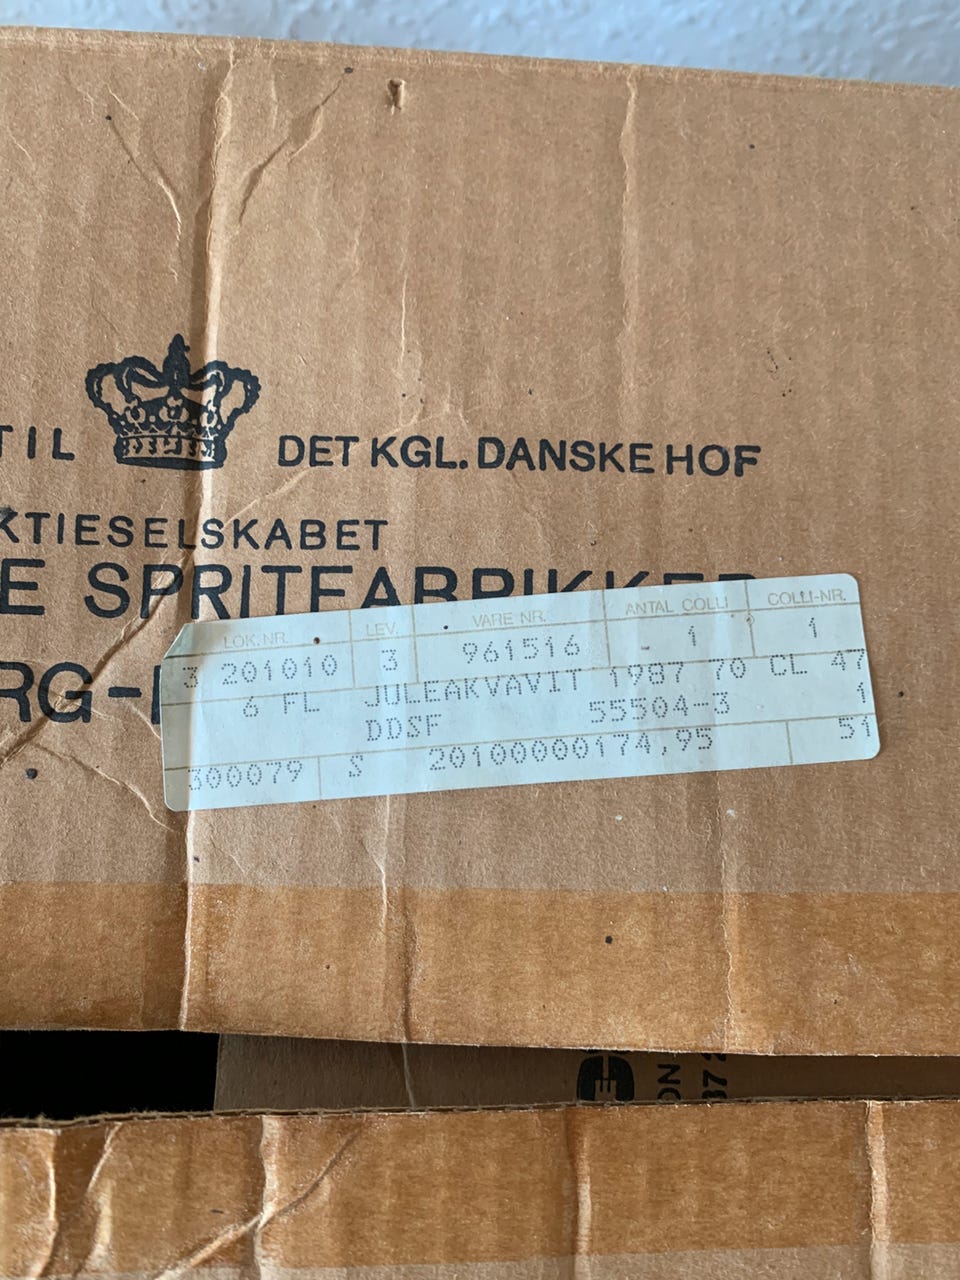 TIL DET KGL. DANSKE HOF
KTIESELSKABET
E SPRITFABRIKKER
RG-
LØK.NR. LEV. VARE NR. ANTAL COLLI COLLI-NR.
3 201010 3 961516 1 1
6 FL JULEAKVAVIT 1987 70 CL 47
DDSF 55504-3 1
300079 S 20100000174,95 51